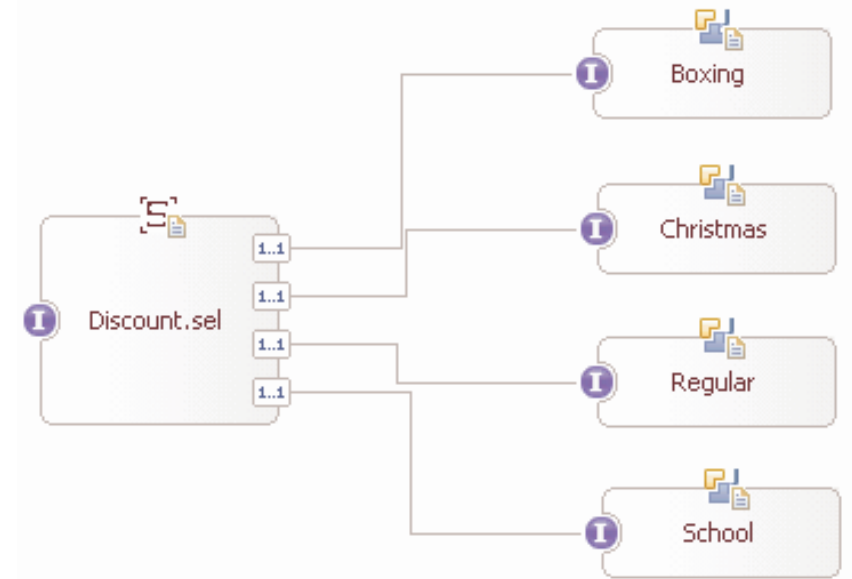 Boxing
S
1..1
Christmas
1..1
I
Discount.sel
1..1
I
Regular
1..1
I
School
I
I